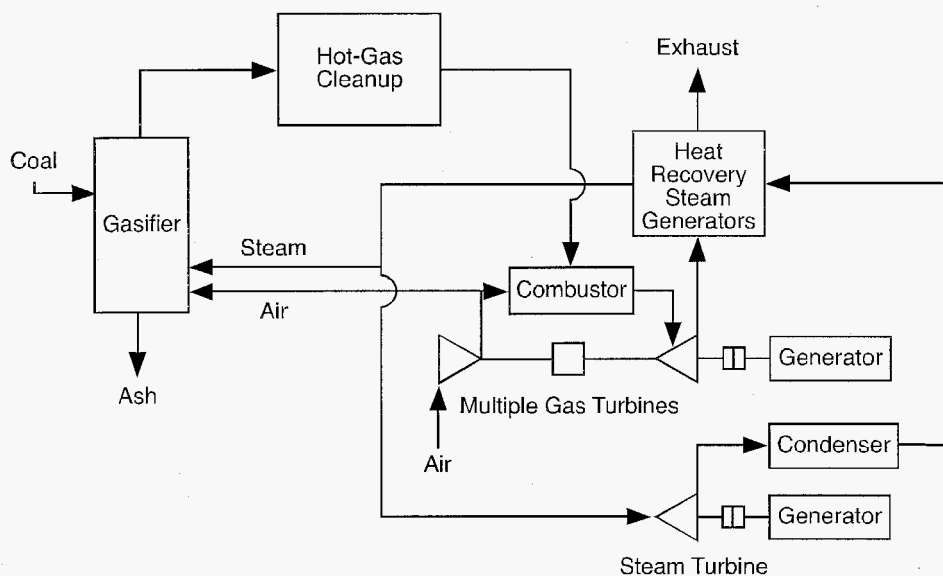 Exhaust
Hot-Gas
Cleanup
Heat
Recovery
Steam
Generators
Coal
Gasifier
Steam
Combustor
Air
Generator
Ash
Multiple Gas Turbines
Air
Condenser
Generator
Steam Turbine